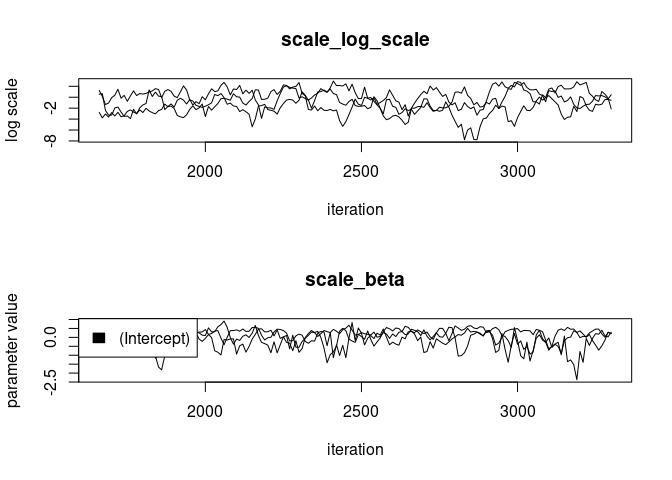 scale_log_scale
log scale
-2
-8
2000
2500
3000
iteration
scale_beta
parameter value
0.0
-2.5
(Intercept)
2000
2500
3000
iteration